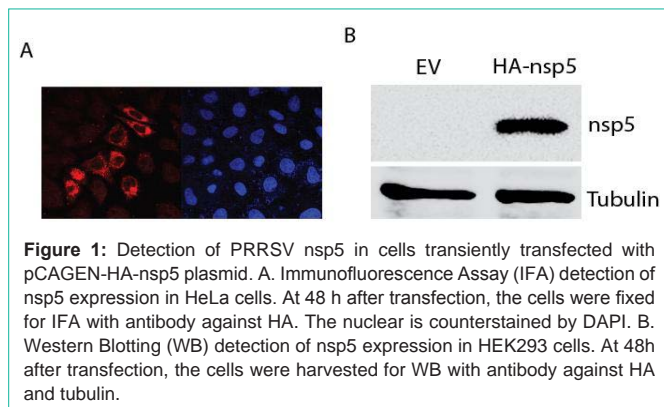 A
B
EV HA-nsp5
nsp5
Tubulin
Figure 1: Detection of PRRSV nsp5 in cells transiently transfected with
pCAGEN-HA-nsp5 plasmid. A. Immunofluorescence Assay (IFA) detection of
nsp5 expression in HeLa cells. At 48 h after transfection, the cells were fixed
for IFA with antibody against HA. The nuclear is counterstained by DAPI. B.
Western Blotting (WB) detection of nsp5 expression in HEK293 cells. At 48h
after transfection, the cells were harvested for WB with antibody against HA
and tubulin.